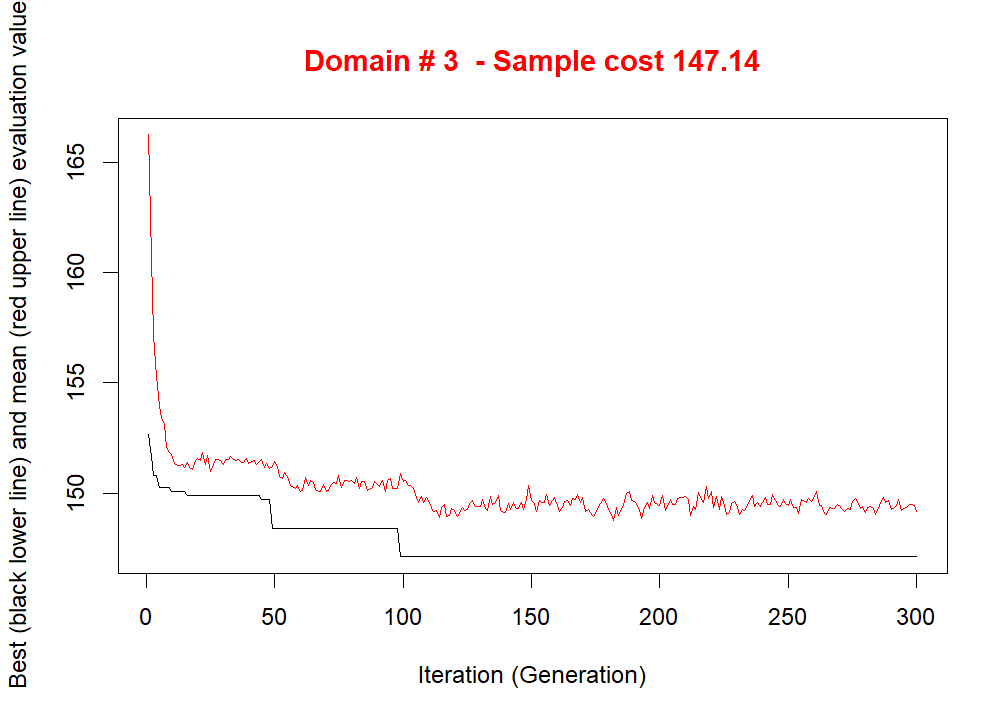 Domain # 3  - Sample cost 147.14
Best (black lower line) and mean (red upper line) evaluation value
165
160
155
150
0 50 100 150 200 250 300
Iteration (Generation)